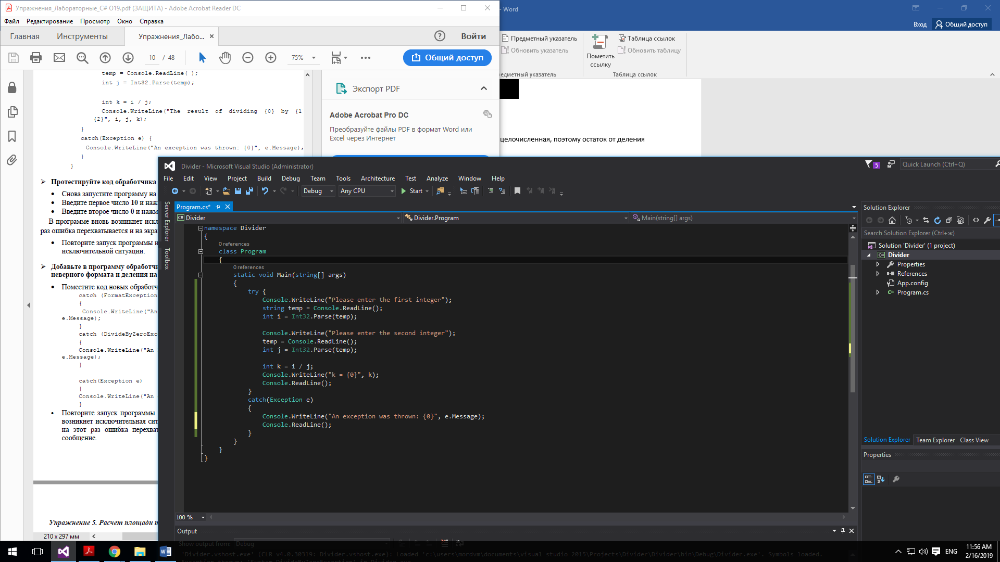 Упражнения_Лабораторные_C# O19.pdf (ЗАЩИТА) - Adobe Acrobat Reader DC
Файл Редактирование Просмотр Окно Справка
Главная Инструменты Упражнения_Лабо... ×
Войти
10 / 48 75% Общий доступ
temp = Console.ReadLine( );
int j = Int32.Parse(temp);
int k = i / j;
Console.WriteLine("The result of dividing {0} by {1
{2}", i, j, k);
}
catch(Exception e) {
Console.WriteLine("An exception was thrown: {0}", e.Message);
}
}
Протестируйте код обработчика
• Снова запустите программу на
• Введите первое число 10 и наж
• Введите второе число 0 и нажм
В программе вновь возникнет искл
раз ошибка перехватывается и на экра
• Повторите запуск программы и
исключительной ситуации.
Добавьте в программу обработчи
неверного формата и деления на
• Поместите код новых обработч
catch (FormatException
{
Console.WriteLine("An
e.Message);
}
catch (DivideByZeroExc
{
Console.WriteLine("An
e.Message);
}
catch(Exception e)
{
Console.WriteLine("An
}
• Повторите запуск программы
возникнет исключительная сит
на этот раз ошибка перехват
сообщение.
Упражнение 5. Расчет площади т
210 x 297 мм
Экспорт PDF
Adobe Acrobat Pro DC
Преобразуйте файлы PDF в формат Word или
Excel через Интернет
- Word
Вход Общий доступ
Предметный указатель
Обновить указатель
едметный указатель
Пометить
ссылку
Таблица ссылок
Обновить таблицу
Таблица ссылок
целочисленная, поэтому остаток от деления
Divider - Microsoft Visual Studio (Administrator)
5
Quick Launch (Ctrl+Q)
File Edit View Project Build Debug Team Tools Architecture Test Analyze Window Help
Debug Any CPU Start
Server Explorer
Toolbox
Program.cs*
Divider Divider.Program Main(string[] args)
namespace Divider
{
0 references
class Program
{
0 references
static void Main(string[] args)
{
try {
Console.WriteLine("Please enter the first integer");
string temp = Console.ReadLine();
int i = Int32.Parse(temp);
Console.WriteLine("Please enter the second integer");
temp = Console.ReadLine();
int j = Int32.Parse(temp);
int k = i / j;
Console.WriteLine("k = {0}", k);
Console.ReadLine();
}
catch(Exception e)
{
Console.WriteLine("An exception was thrown: {0}", e.Message);
Console.ReadLine();
}
}
}
}
100 %
Output
Show output from: Debug
'Divider.vshost.exe' (CLR v4.0.30319: Divider.vshost.exe): Loaded 'c:\users\mordvm\documents\visual studio 2015\Projects\Divider\Divider\bin\Debug\Divider.exe'. Symbols loaded.
Exception thrown: 'System.DivideByZeroException' in Divider.exe
Solution Explorer
Search Solution Explorer (Ctrl+ж)
Solution 'Divider' (1 project)
C# Divider
Properties
References
App.config
C# Program.cs
Solution Explorer Team Explorer Class View
Properties
ENG
11:56 AM
2/16/2019